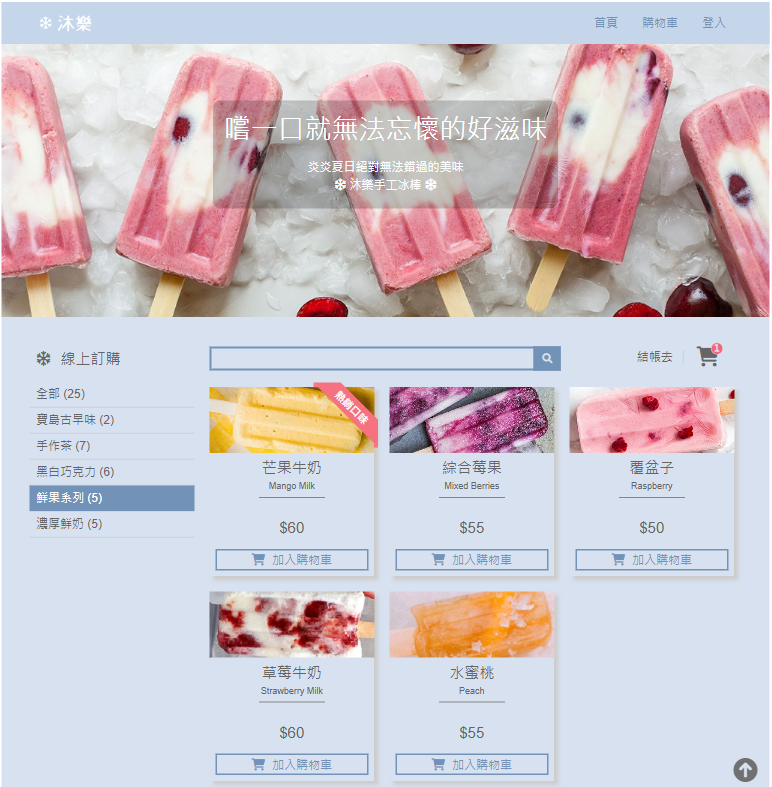 沐樂
首頁 購物車 登入
嚐一口就無法忘懷的好滋味
炎炎夏日絕對無法錯過的美味
沐樂手工冰棒
線上訂購
全部 (25)
寶島古早味 (2)
手作茶 (7)
黑白巧克力 (6)
鮮果系列 (5)
濃厚鮮奶 (5)
結帳去 1
熱銷口味
芒果牛奶
Mango Milk
$60
加入購物車
綜合莓果
Mixed Berries
$55
加入購物車
覆盆子
Raspberry
$50
加入購物車
草莓牛奶
Strawberry Milk
$60
加入購物車
水蜜桃
Peach
$55
加入購物車